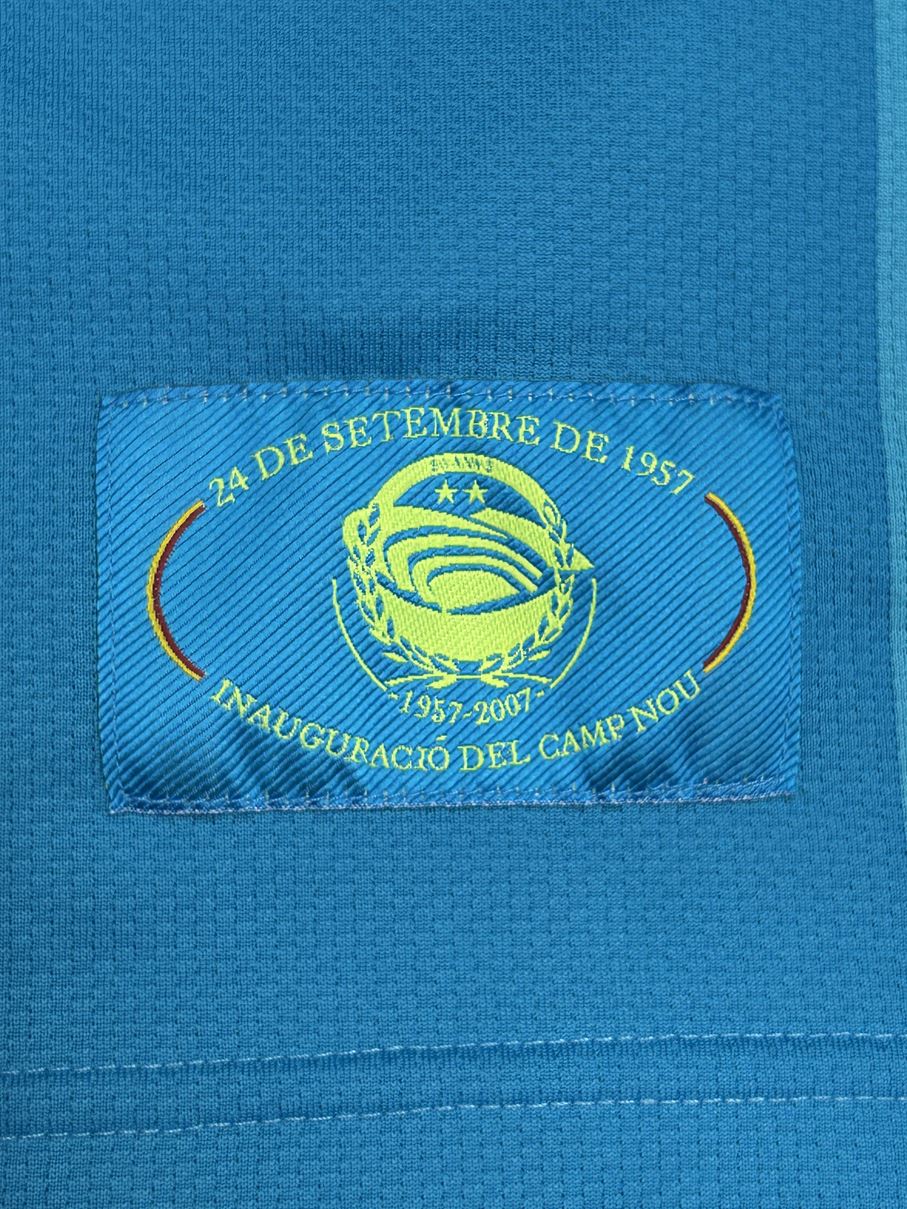 24 DE SETEMBRE DE 1957
-1957-2007-
INAUGURACIÓ DEL CAMP NOU